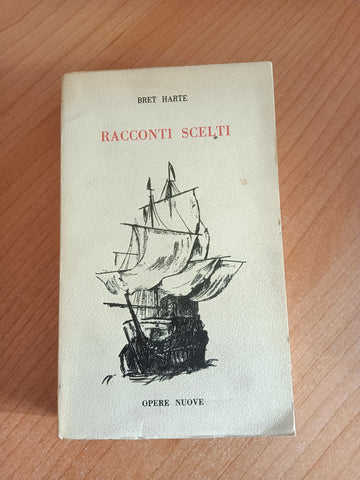 BRET HARTE
RACCONTI SCELTI
OPERE NUOVE